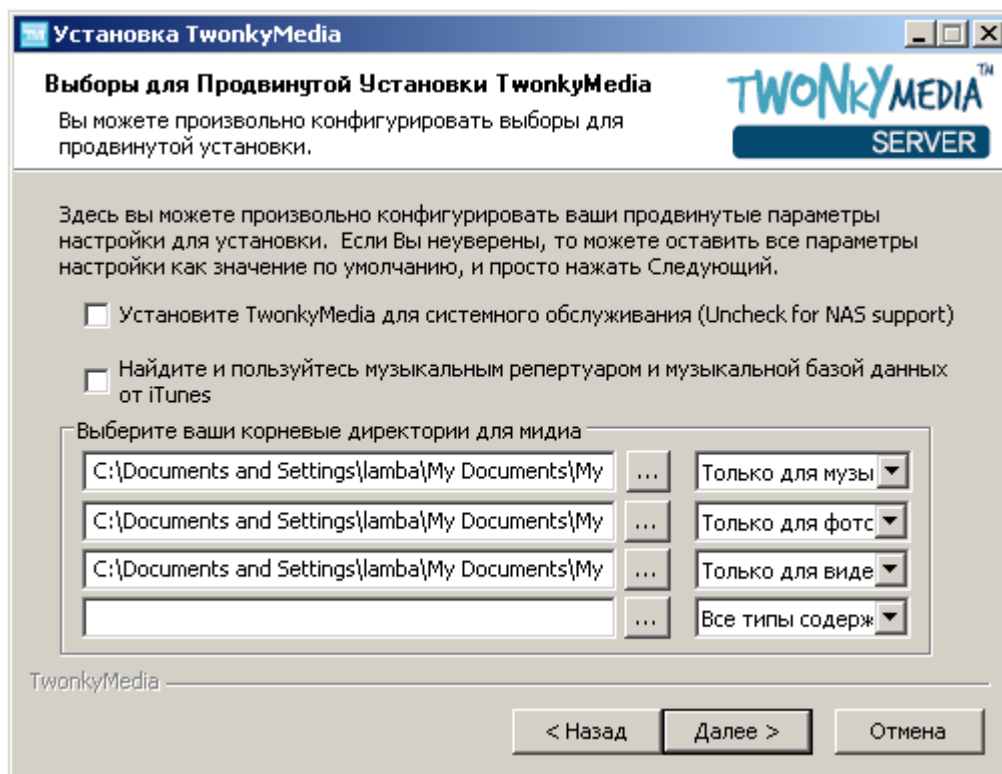 Установка TwonkyMedia
Выборы для Продвинутой Установки TwonkyMedia
Вы можете произвольно конфигурировать выборы для
продвинутой установки.
TWONKYMEDIA™
SERVER
Здесь вы можете произвольно конфигурировать ваши продвинутые параметры
настройки для установки. Если Вы неуверены, то можете оставить все параметры
настройки как значение по умолчанию, и просто нажать Следующий.
Установите TwonkyMedia для системного обслуживания (Uncheck for NAS support)
Найдите и пользуйтесь музыкальным репертуаром и музыкальной базой данных
от iTunes
Выберите ваши корневые директории для мидиа
C:\Documents and Settings\lamba\My Documents\My ... Только для музы
C:\Documents and Settings\lamba\My Documents\My ... Только для фотс
C:\Documents and Settings\lamba\My Documents\My ... Только для виде
... Все типы содерж
TwonkyMedia
< Назад Далее > Отмена